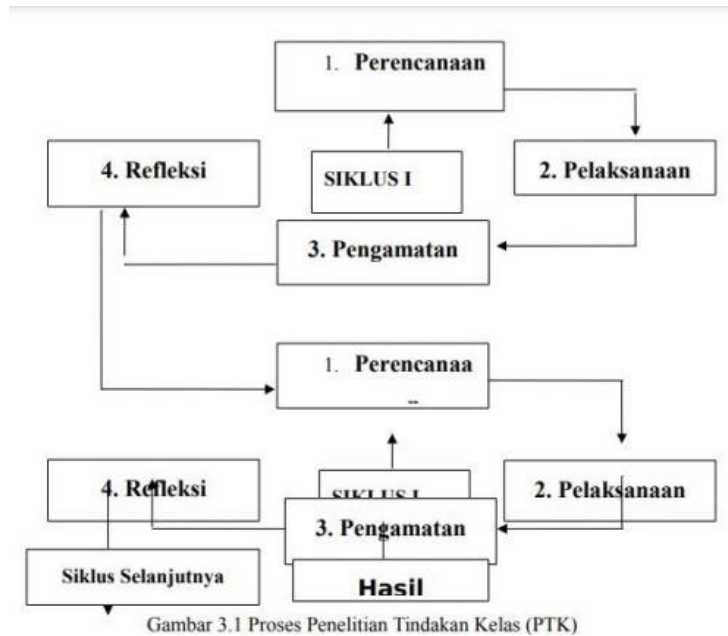 1. Perencanaan
4. Refleksi
SIKLUS I
2. Pelaksanaan
3. Pengamatan
1. Perencanaa
4. Refleksi
SIKLUS I
2. Pelaksanaan
3. Pengamatan
Siklus Selanjutnya
Hasil
Gambar 3.1 Proses Penelitian Tindakan Kelas (PTK)